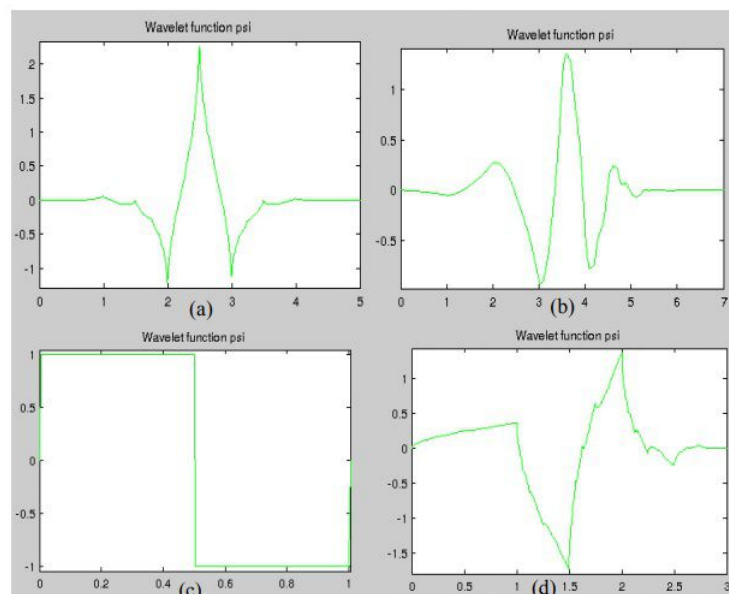 Wavelet function psi
2
1.5
1
0.5
0
-0.5
-1
0 1 2 3 4 5
(a)
Wavelet function psi
1
0.5
0
-0.5
0 1 2 3 4 5 6 7
(b)
Wavelet function psi
1
0.5
0
-0.5
-1
0 0.2 0.4 0.6 0.8 1
(c)
Wavelet function psi
1
0.5
0
-0.5
-1
-1.5
0 0.5 1 1.5 2 2.5 3
(d)